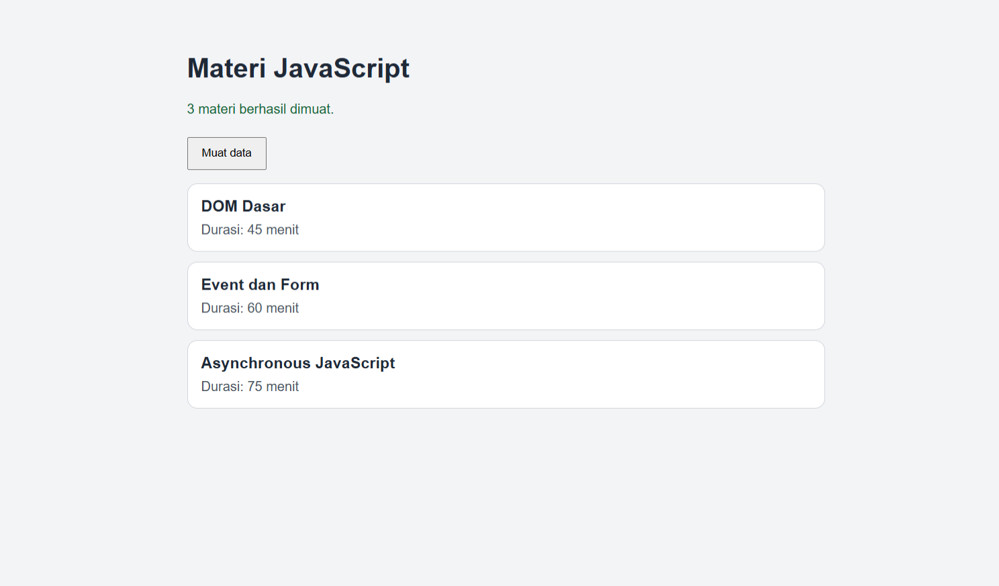 Materi JavaScript
3 materi berhasil dimuat.
Muat data
DOM Dasar
Durasi: 45 menit
Event dan Form
Durasi: 60 menit
Asynchronous JavaScript
Durasi: 75 menit